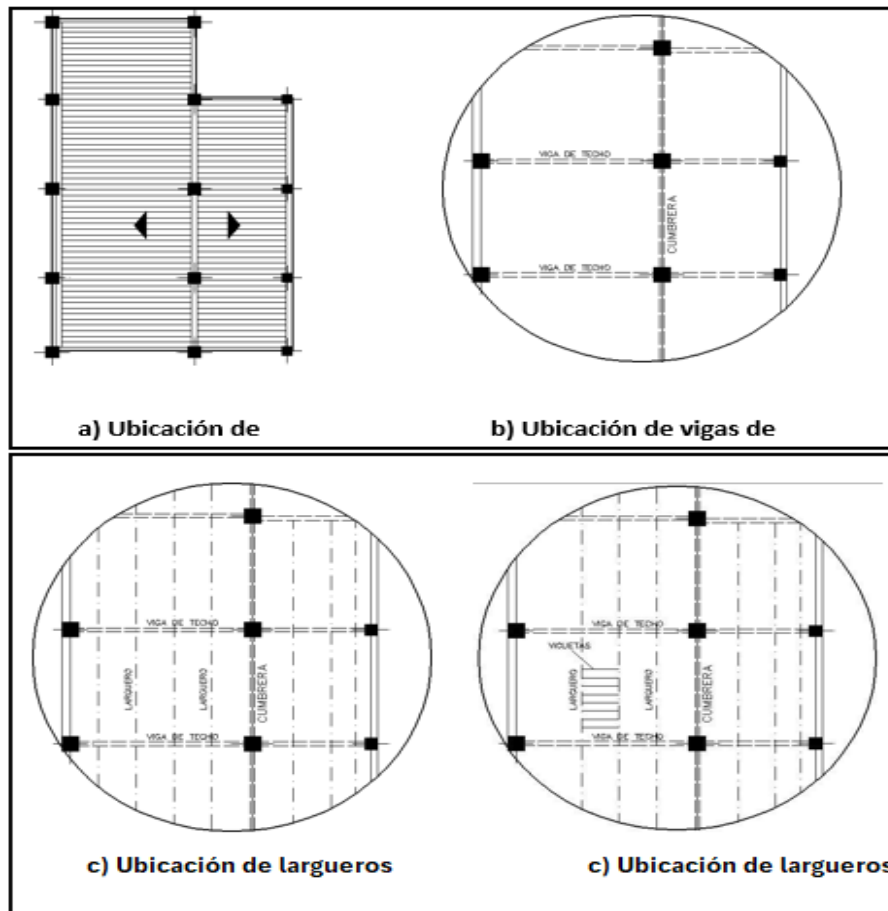 VIGA DE TECHO
CUMBRERA
VIGA DE TECHO
a) Ubicación de
b) Ubicación de vigas de
VIGA DE TECHO
LARGUERO
LARGUERO
CUMBRERA
VIGA DE TECHO
c) Ubicación de largueros
VIGA DE TECHO
VIGUETAS
LARGUERO
LARGUERO
CUMBRERA
VIGA DE TECHO
c) Ubicación de largueros